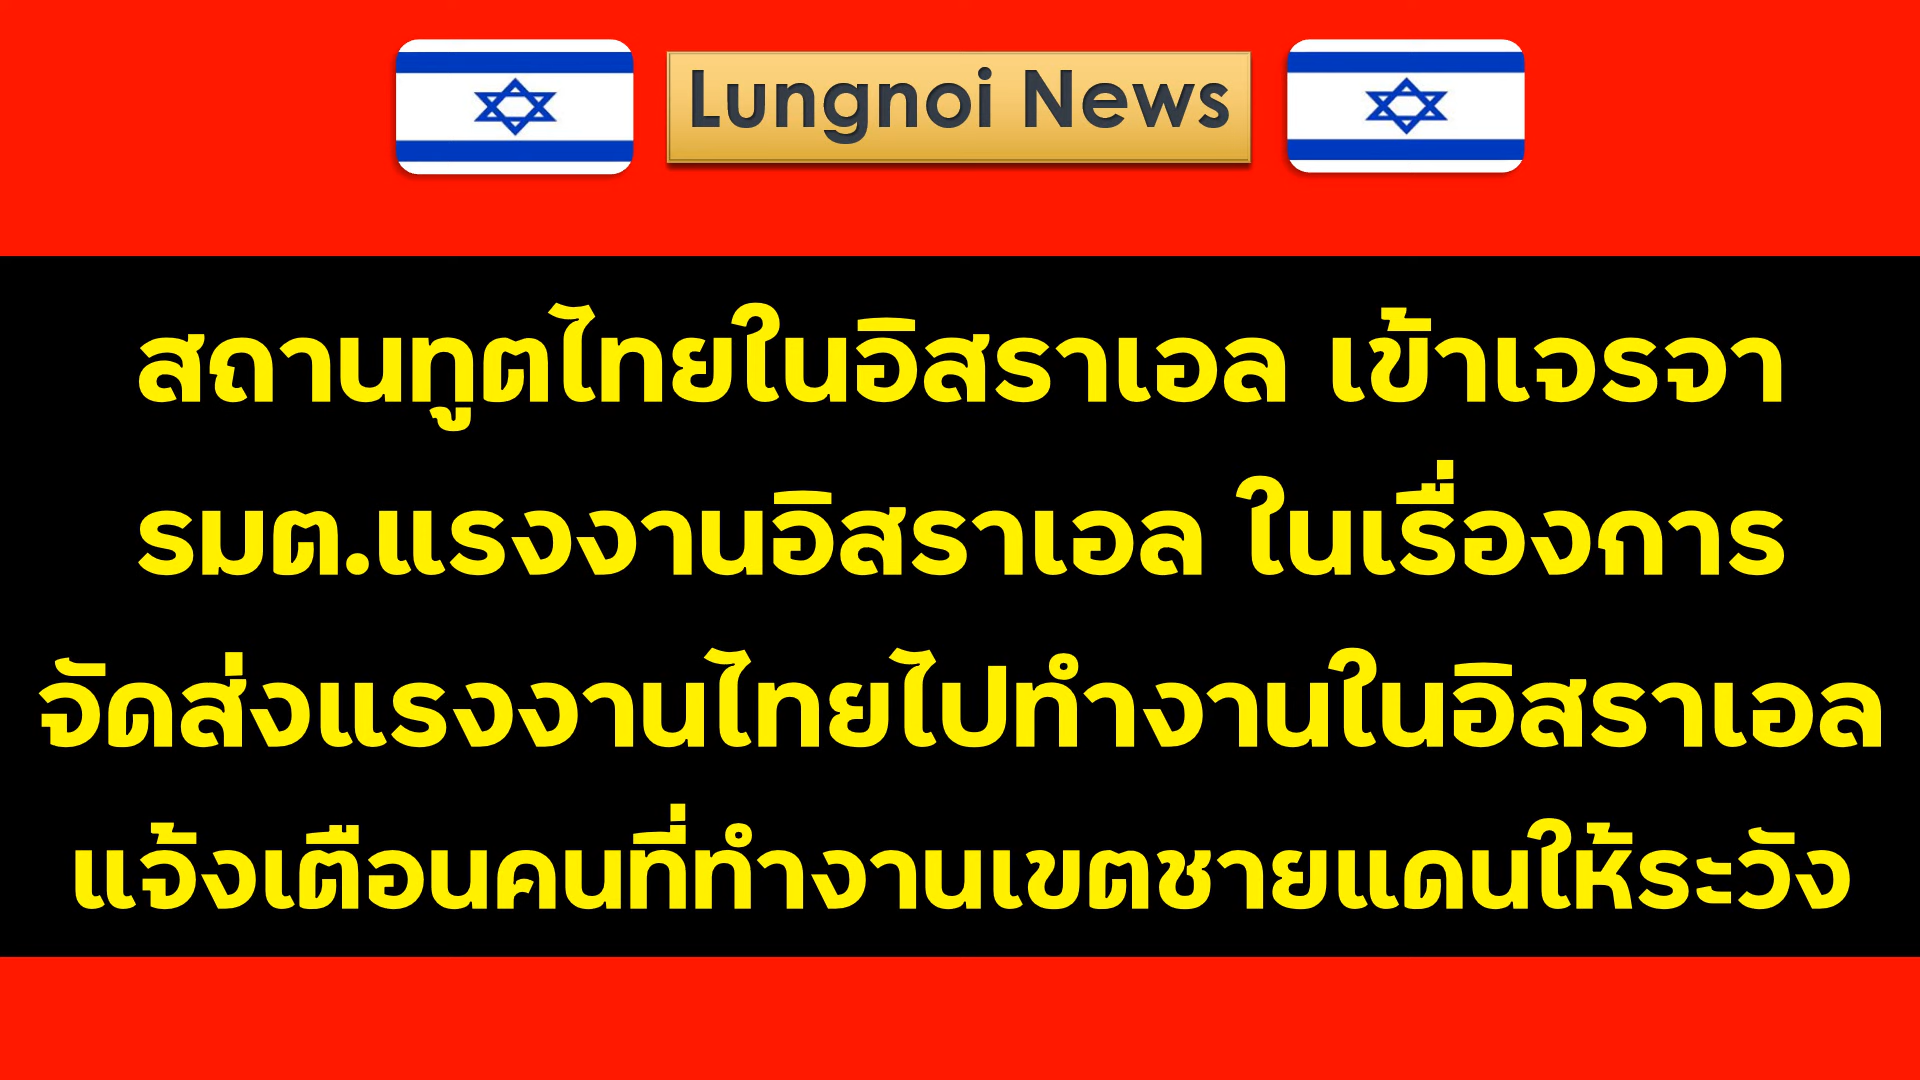 Lungnoi News
สถานทูตไทยในอิสราเอล เข้าเจรจา
รมต.แรงงานอิสราเอล ในเรื่องการ
จัดส่งแรงงานไทยไปทำงานในอิสราเอล
แจ้งเตือนคนที่ทำงานเขตชายแดนให้ระวัง